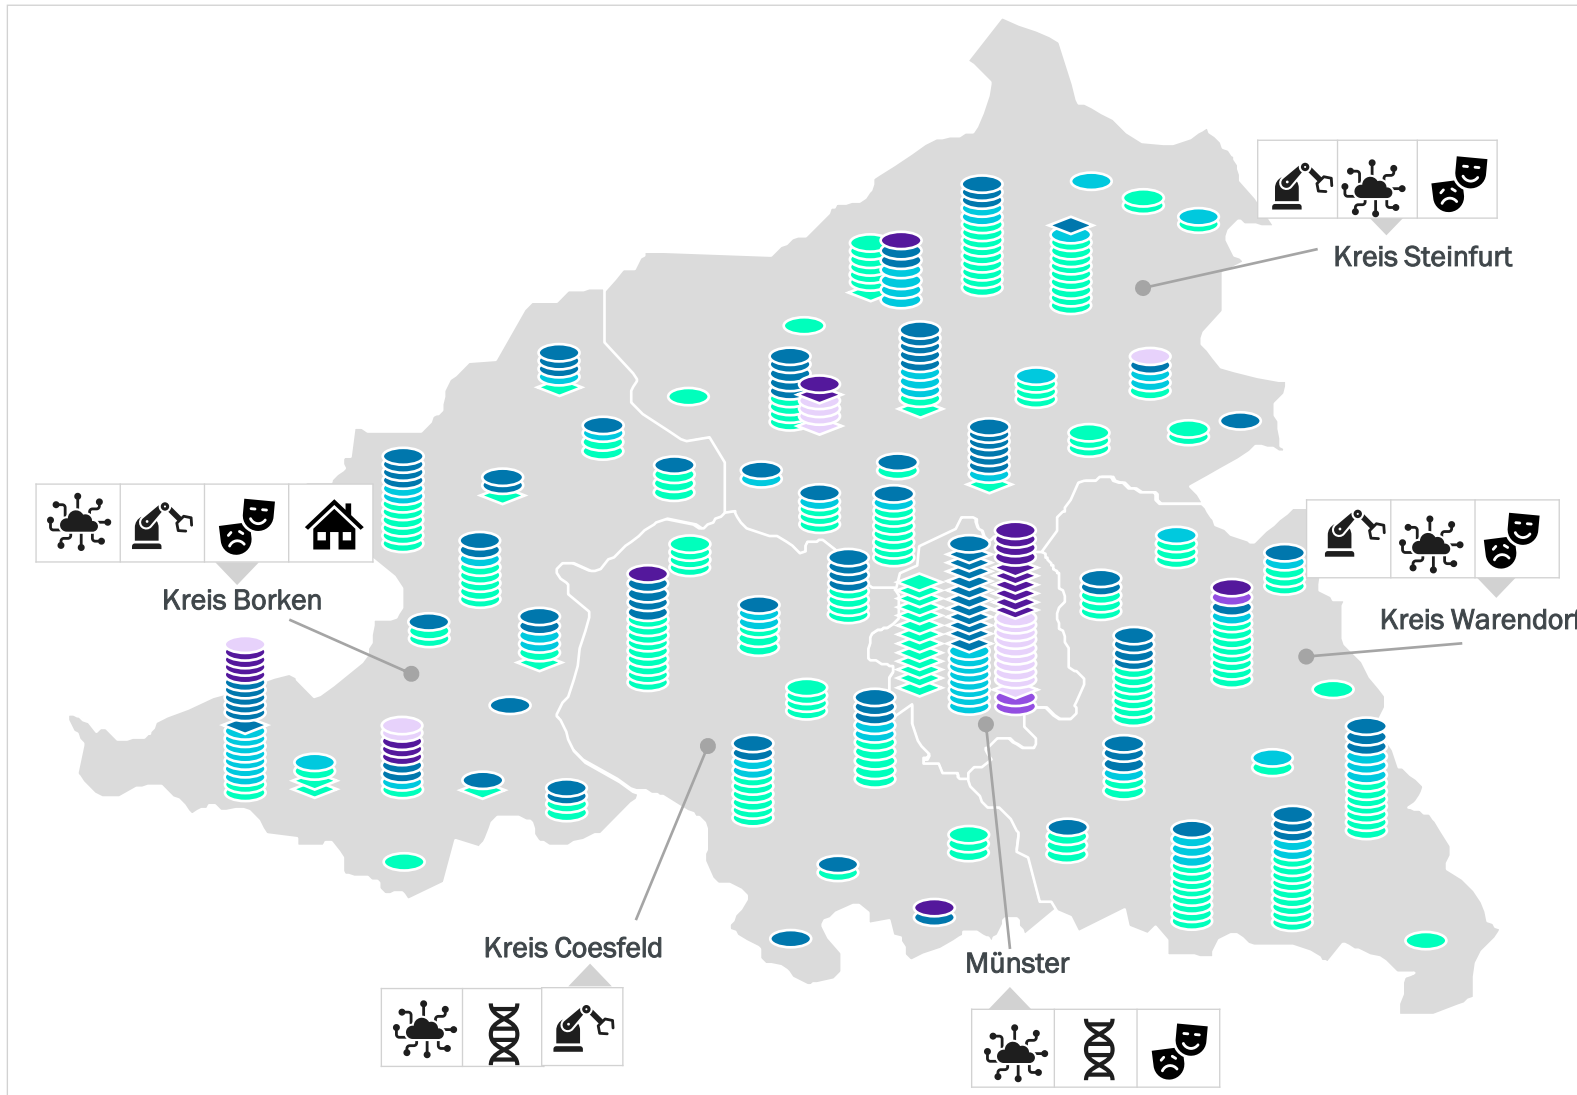 Kreis Steinfurt
Kreis Borken
Kreis Warendorf
Kreis Coesfeld
Münster